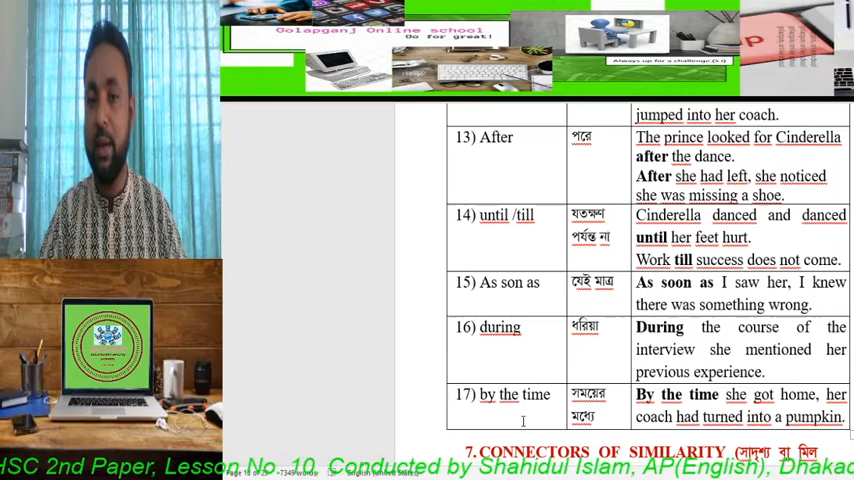 Golapganj Online school
Go for great!
Always up for a challenge.(S.I)
jumped into her coach.
13) After
পরে
The prince looked for Cinderella
after the dance.
After she had left, she noticed
she was missing a shoe.
14) until /till
যতক্ষণ
পর্যন্ত না
Cinderella danced and danced
until her feet hurt.
Work till success does not come.
15) As son as
যেই মাত্র
As soon as I saw her, I knew
there was something wrong.
16) during
ধরিয়া
During the course of the
interview she mentioned her
previous experience.
17) by the time
সময়ের
মধ্যে
By the time she got home, her
coach had turned into a pumpkin.
7. CONNECTORS OF SIMILARITY (সাদৃশ্য বা মিল
HSC 2nd Paper, Lesson No. 10, Conducted by Shahidul Islam, AP(English), Dhakad